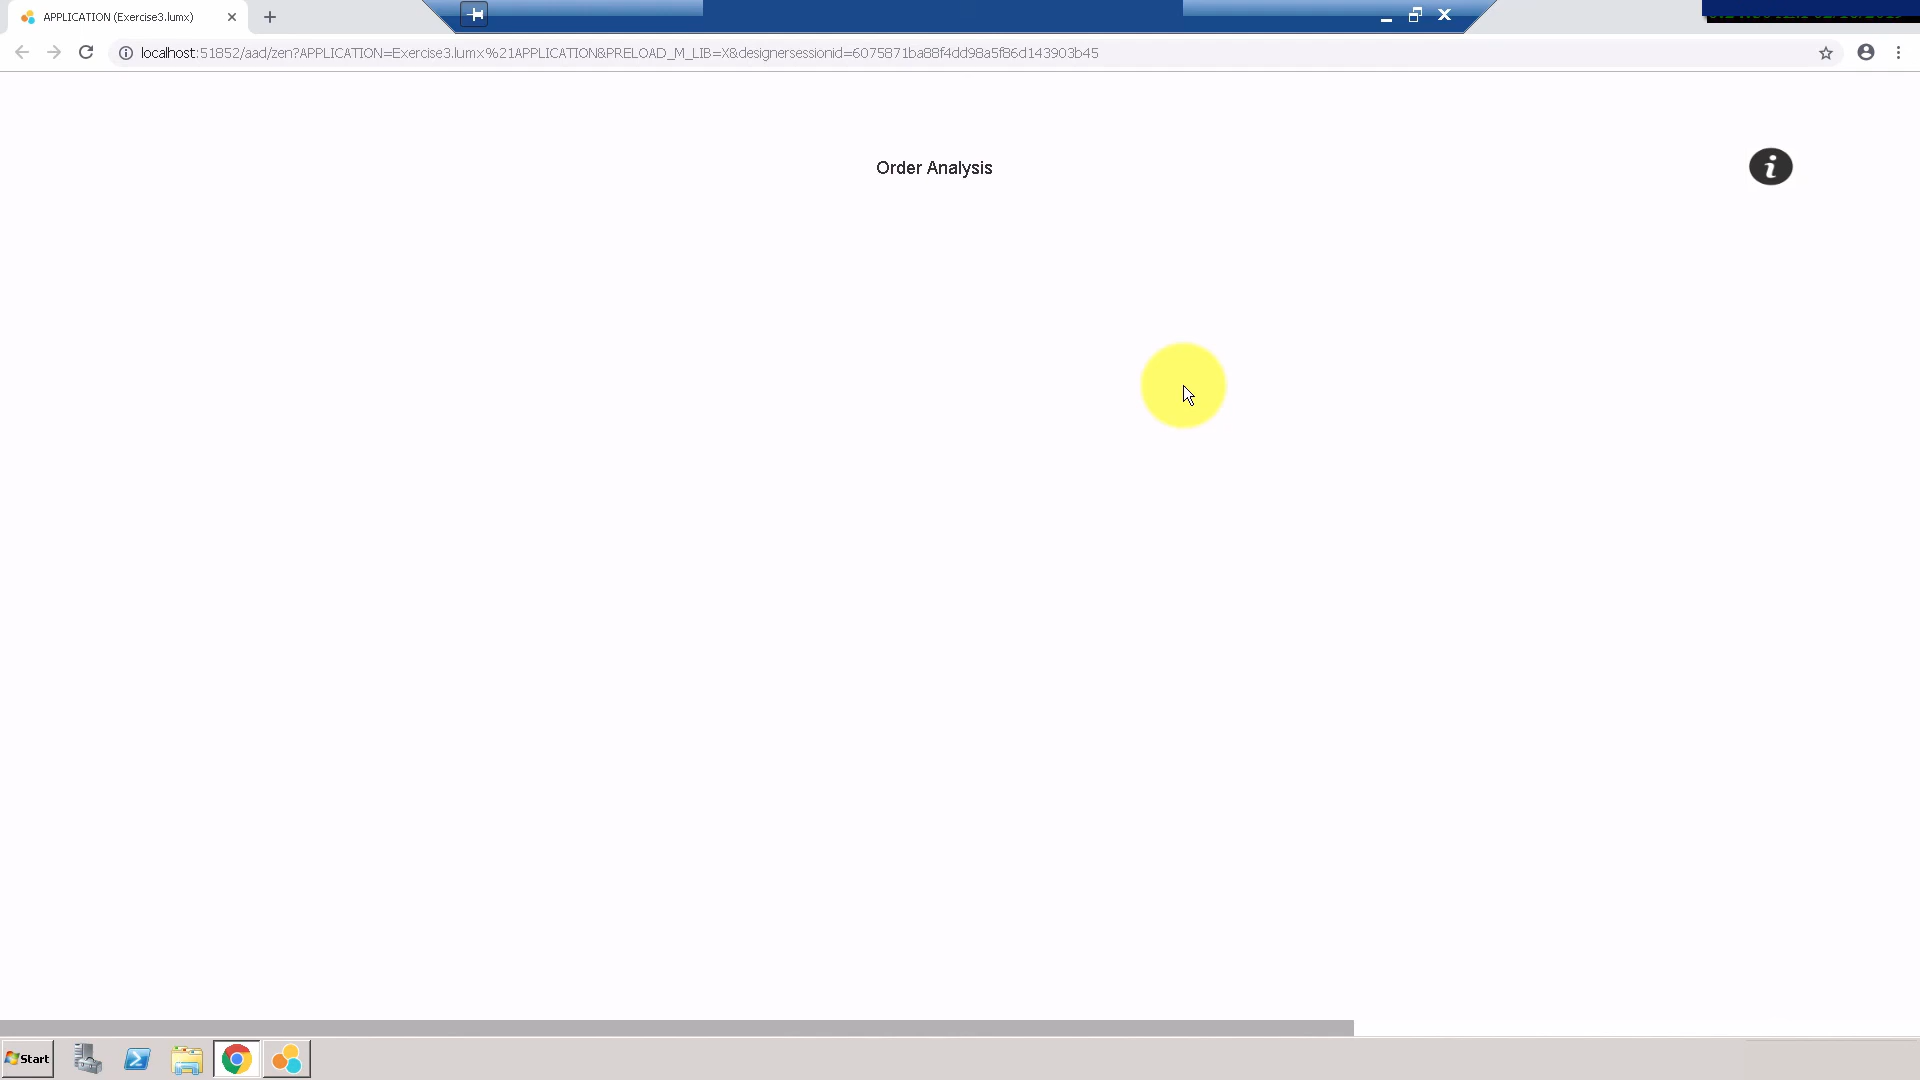 APPLICATION (Exercise3.lumx)
localhost:51852/aad/zen?APPLICATION=Exercise3.lumx%21APPLICATION&PRELOAD_M_LIB=X&designersessionid=6075871ba88f4dd98a5f86d143903b45
Order Analysis
i
Start